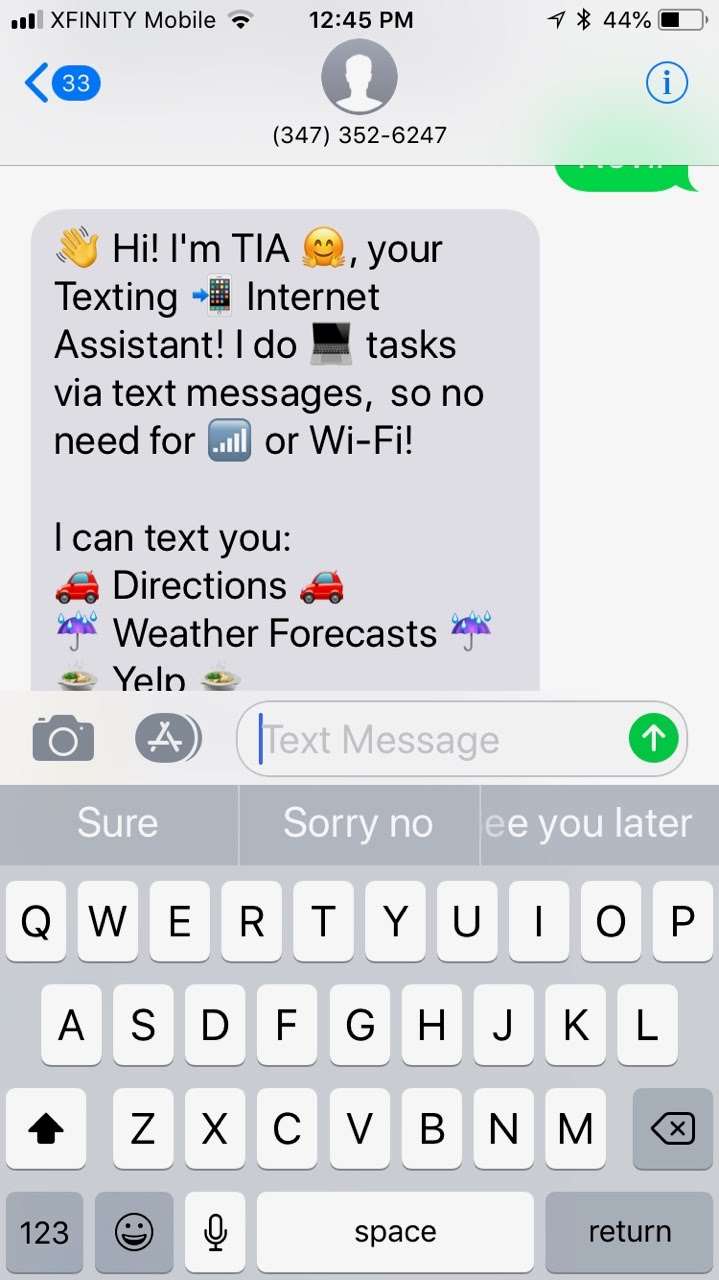 XFINITY Mobile 12:45 PM 44%
33
(347) 352-6247
👋 Hi! I'm TIA 🤗, your
Texting 📲 Internet
Assistant! I do 💻 tasks
via text messages, so no
need for 📶 or Wi-Fi!
I can text you:
🚗 Directions 🚗
☔ Weather Forecasts ☔
🍲 Yelp 🍲
Text Message
Sure Sorry no ee you later
Q W E R T Y U I O P
A S D F G H J K L
Z X C V B N M
123 space return